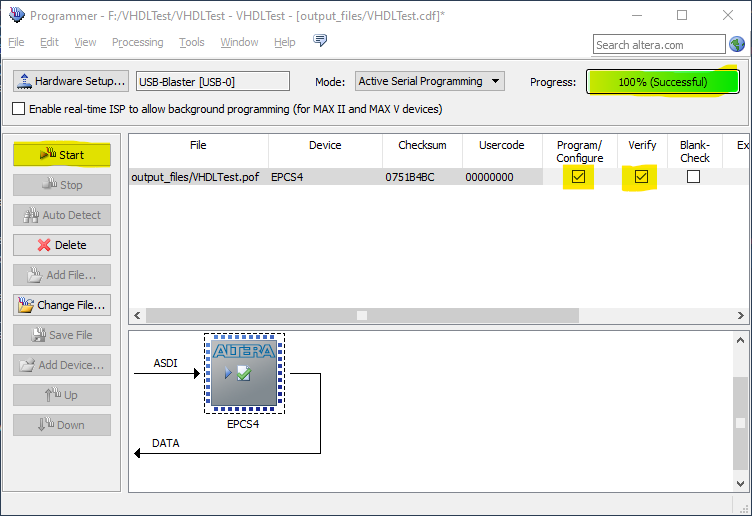 Programmer - F:/VHDLTest/VHDLTest - VHDLTest - [output_files/VHDLTest.cdf]*
File Edit View Processing Tools Window Help
Search altera.com
Hardware Setup... USB-Blaster [USB-0] Mode: Active Serial Programming Progress: 100% (Successful)
Enable real-time ISP to allow background programming (for MAX II and MAX V devices)
Start
Stop
Auto Detect
Delete
Add File...
Change File...
Save File
Add Device...
Up
Down
File Device Checksum Usercode Program/ Verify Blank- Ex
Configure Check
output_files/VHDLTest.pof EPCS4 0751B4BC 00000000
ASDI
ALTERA
EPCS4
DATA